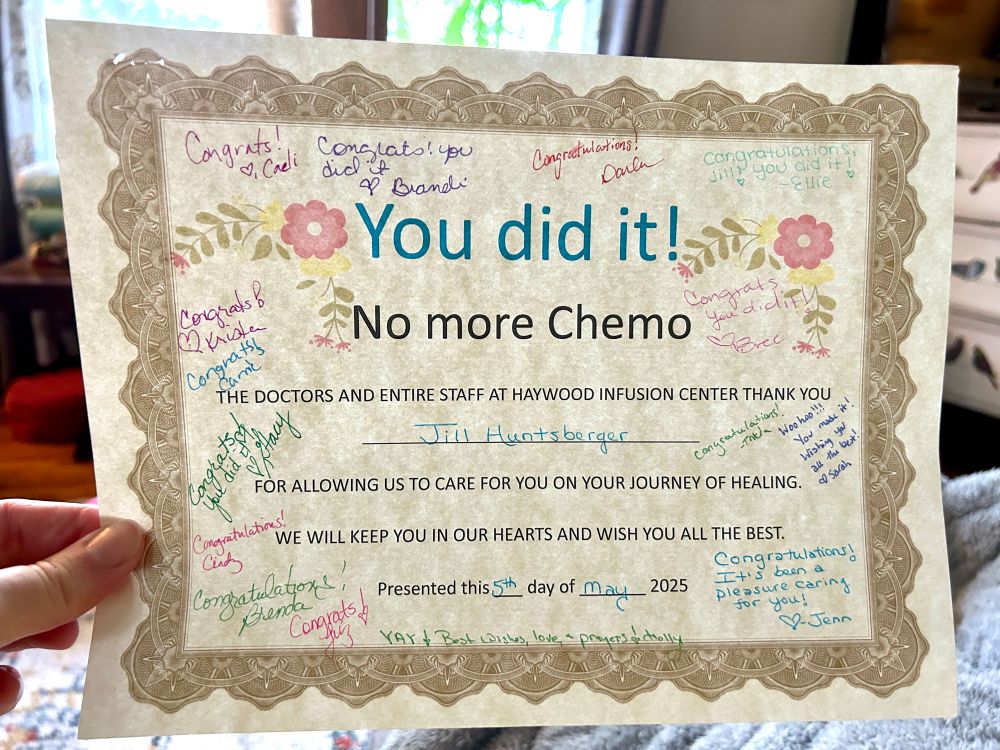 Congrats!
♡, Caeli
Congrats! you
did it
♡ Brandi
Congratulations!
Darla
Congratulations,
Jill! you did it!
♡ -Ellie ♡
You did it!
Congrats!
♡ Kristen
No more Chemo
Congrats
you did it!
♡ Bree
Congrats!
Carrie
THE DOCTORS AND ENTIRE STAFF AT HAYWOOD INFUSION CENTER THANK YOU
Jill Huntsberger
Congrats
you did it!
♡ Stacy
Congratulations!
Woohoo!!!
You made it!
Wishing you
all the best!
♡ Sarah
FOR ALLOWING US TO CARE FOR YOU ON YOUR JOURNEY OF HEALING.
Congratulations!
Cindy
WE WILL KEEP YOU IN OUR HEARTS AND WISH YOU ALL THE BEST.
Congratulations!
Brenda
Presented this 5th day of May 2025
Congratulations!
It's been a
pleasure caring
for you!
♡-Jenn
Congrats!
Liz
YAY! Best wishes, love, + prayers! Holly